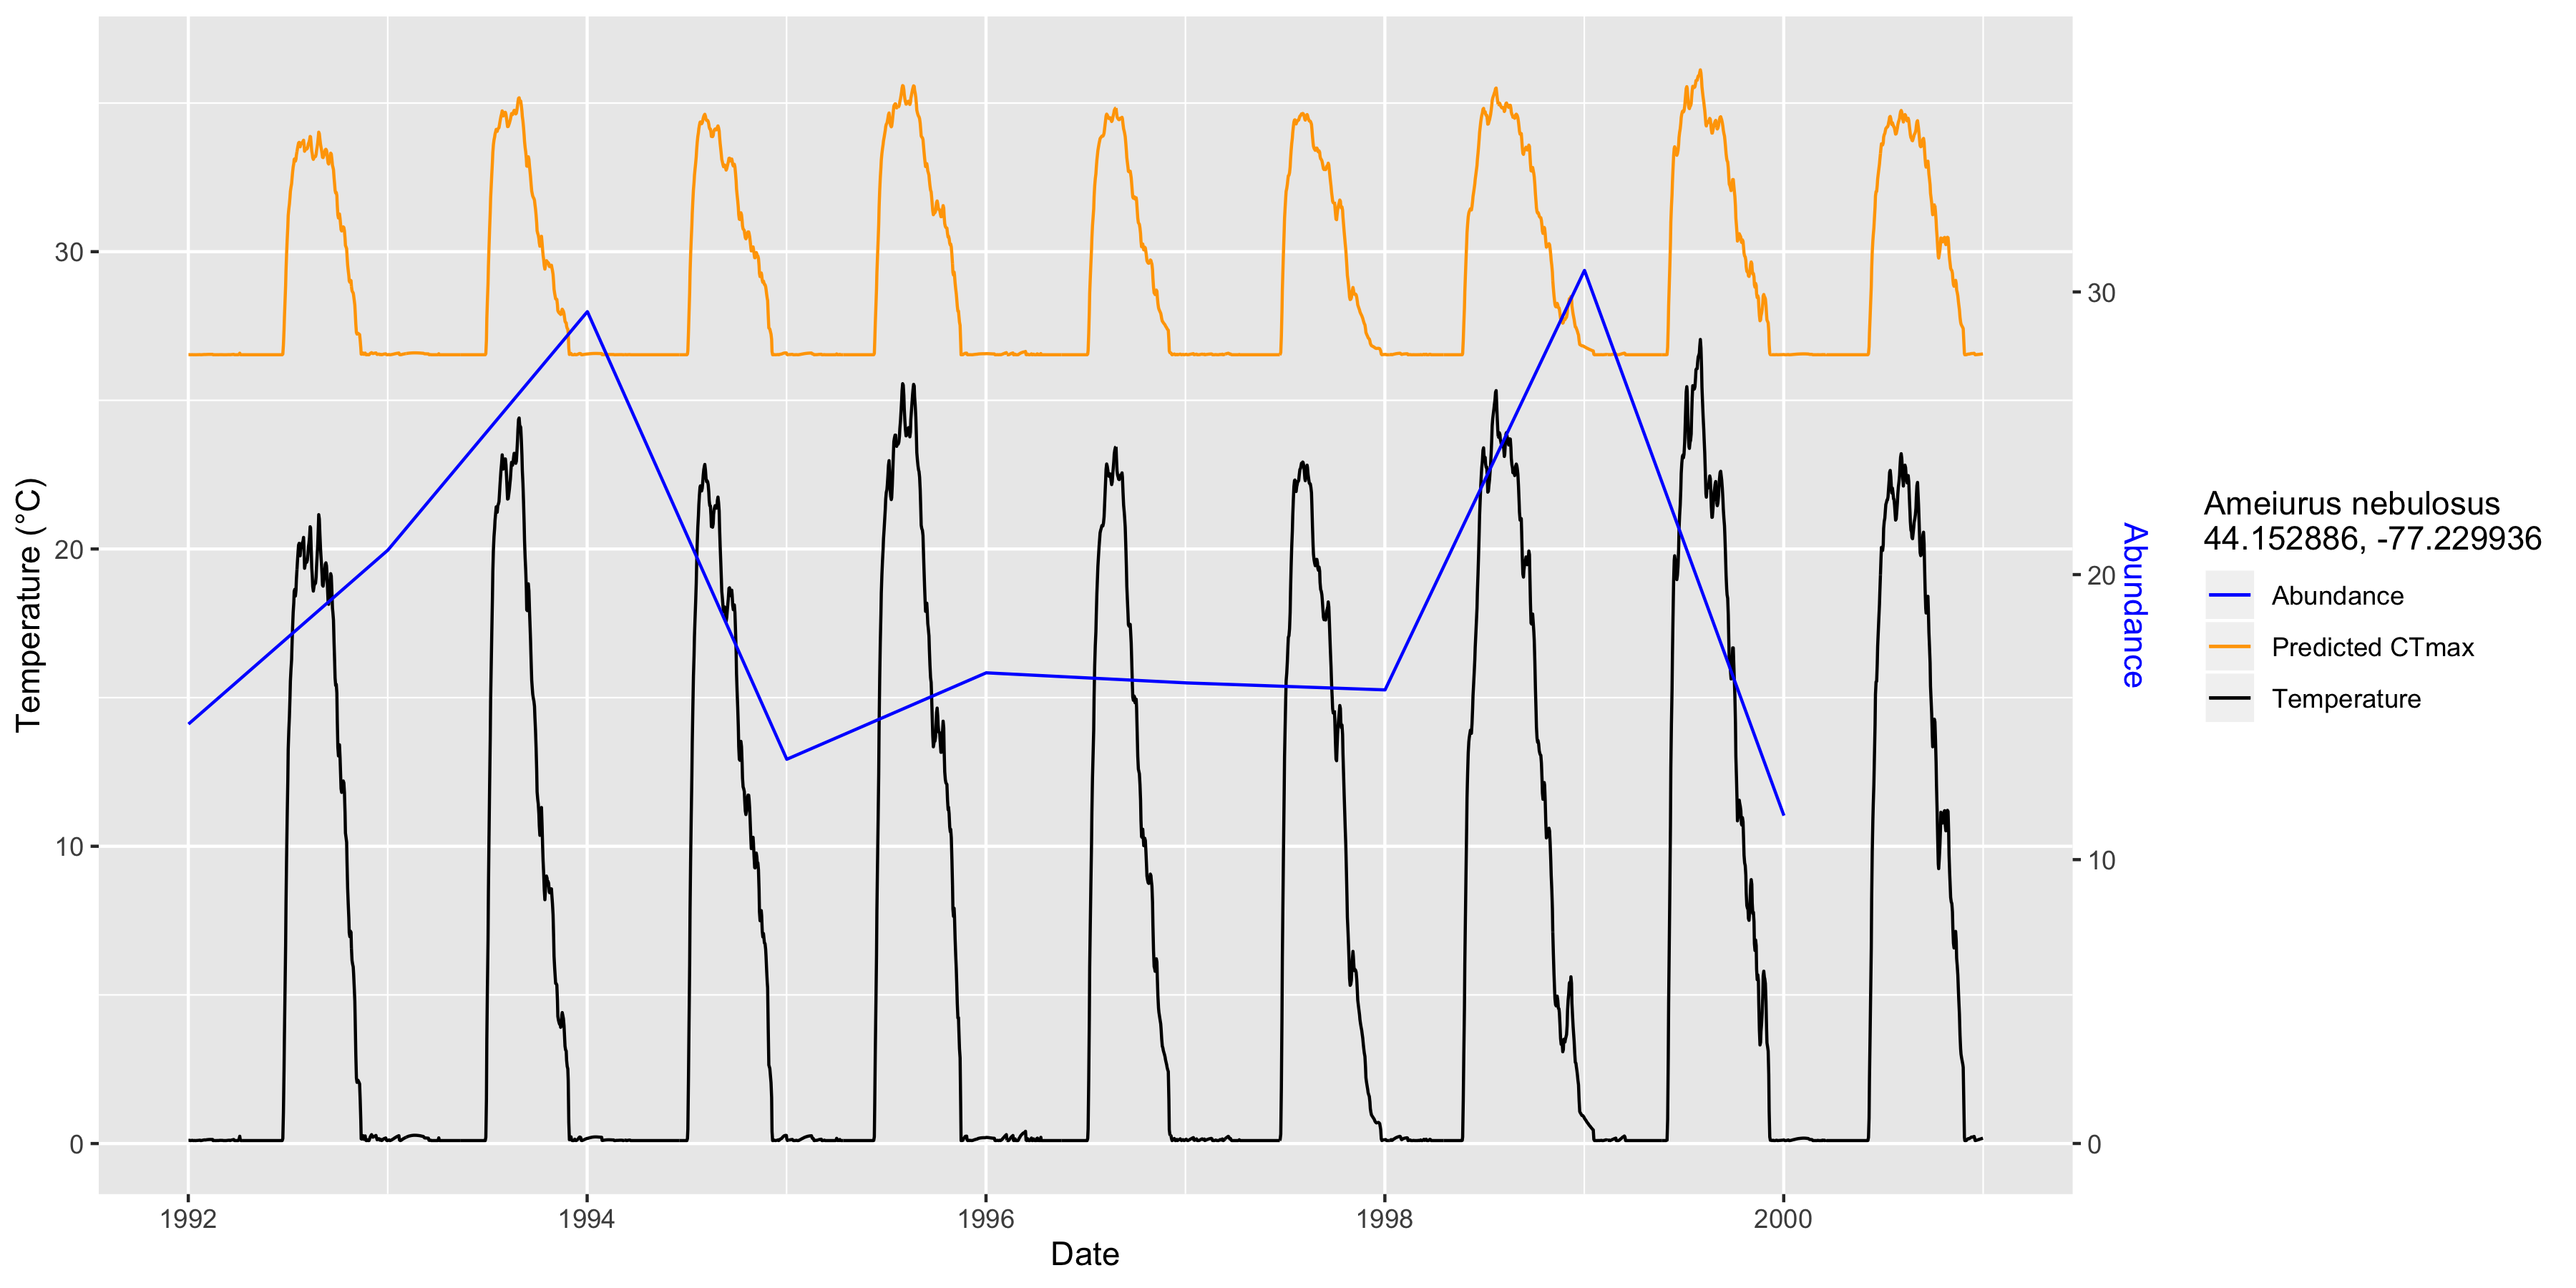 30
20
10
0
Temperature (°C)
1992
1994
1996
1998
2000
Date
30
20
10
0
Abundance
Ameiurus nebulosus
44.152886, -77.229936
Abundance
Predicted CTmax
Temperature